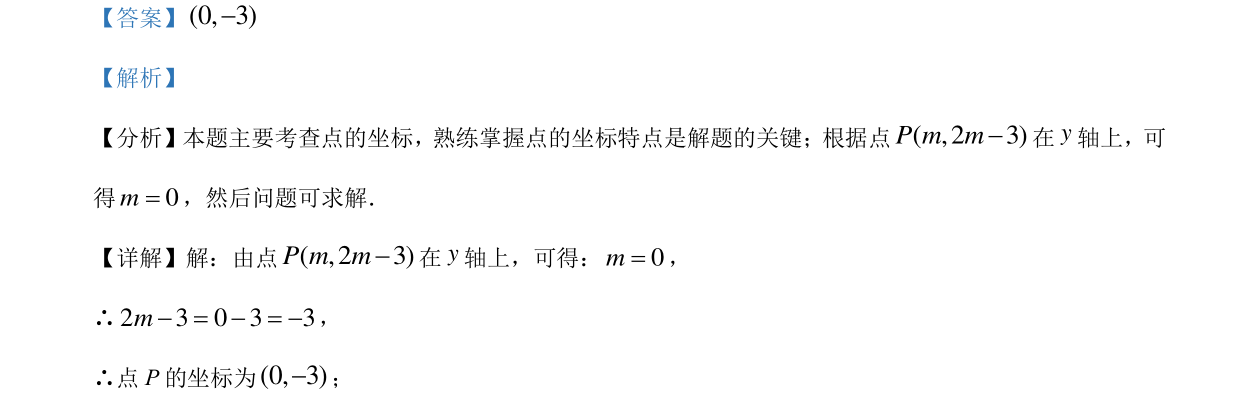 【答案】(0,−3)
【解析】
【分析】本题主要考查点的坐标，熟练掌握点的坐标特点是解题的关键；根据点P(m,2m−3)在y轴上，可
得m=0，然后问题可求解．
【详解】解：由点P(m,2m−3)在y轴上，可得：m=0，
∴2m−3=0−3=−3，
∴点P的坐标为(0,−3)；